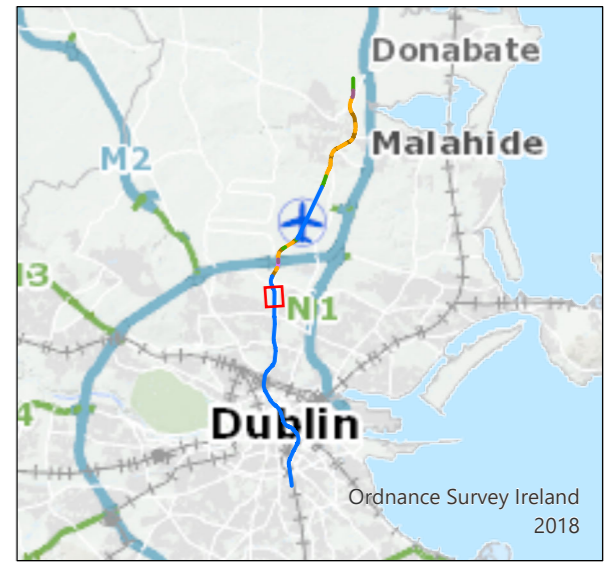 Donabate
Malahide
M2
N1
Dublin
Ordnance Survey Ireland
2018